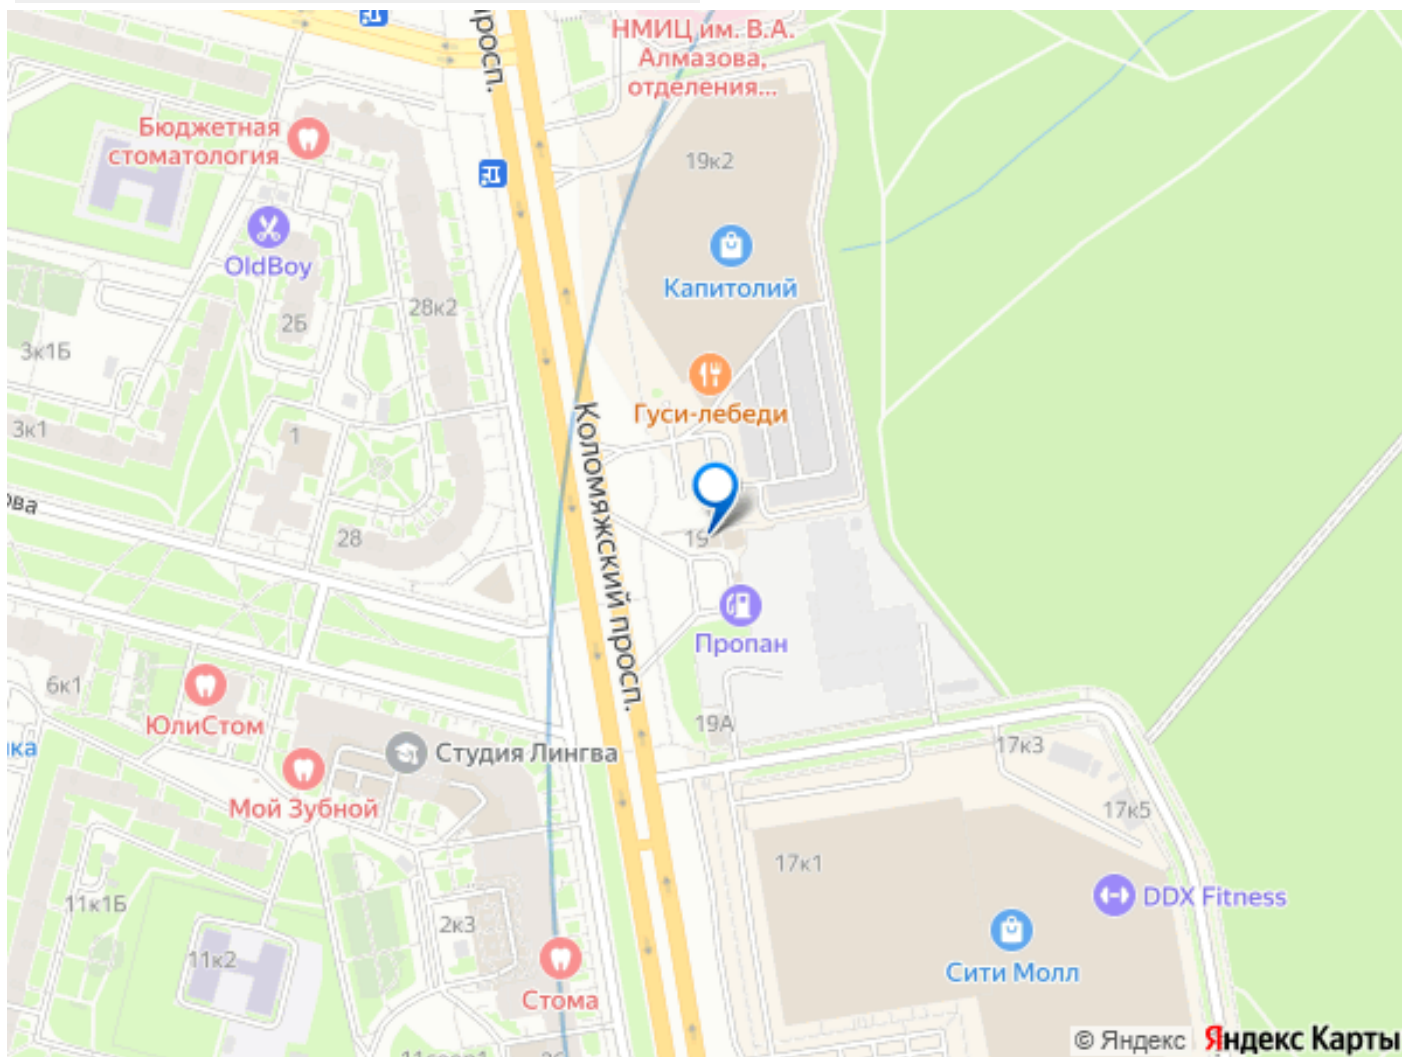 просп.
НМИЦ им. В.А.
Алмазова,
отделения...
Бюджетная
стоматология
19к2
OldBoy
Капитолий
28к2
2Б
3к1Б
Гуси-лебеди
3к1
1
Коломяжский просп.
ова
28
19
Пропан
6к1
ЮлиСтом
19А
ка
Студия Лингва
17к3
Мой Зубной
17к5
17к1
11к1Б
DDX Fitness
2к3
11к2
Сити Молл
Стома
© Яндекс Яндекс Карты